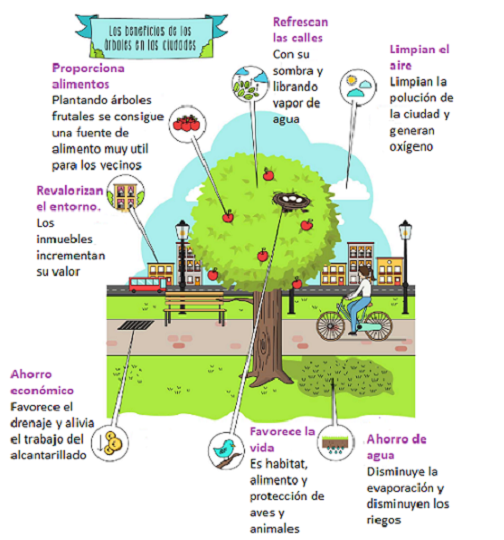 Los beneficios de los
árboles en las ciudades
Refrescan
las calles
Con su
sombra y
librando
vapor de
agua
Limpian el
aire
Limpian la
polución de
la ciudad y
generan
oxígeno
Proporciona
alimentos
Plantando árboles
frutales se consigue
una fuente de
alimento muy util
para los vecinos
Revalorizan
el entorno.
Los
inmuebles
incrementan
su valor
Ahorro
económico
Favorece el
drenaje y alivia
el trabajo del
alcantarillado
Favorece la
vida
Es habitat,
alimento y
protección de
aves y
animales
Ahorro de
agua
Disminuye la
evaporación y
disminuyen los
riegos